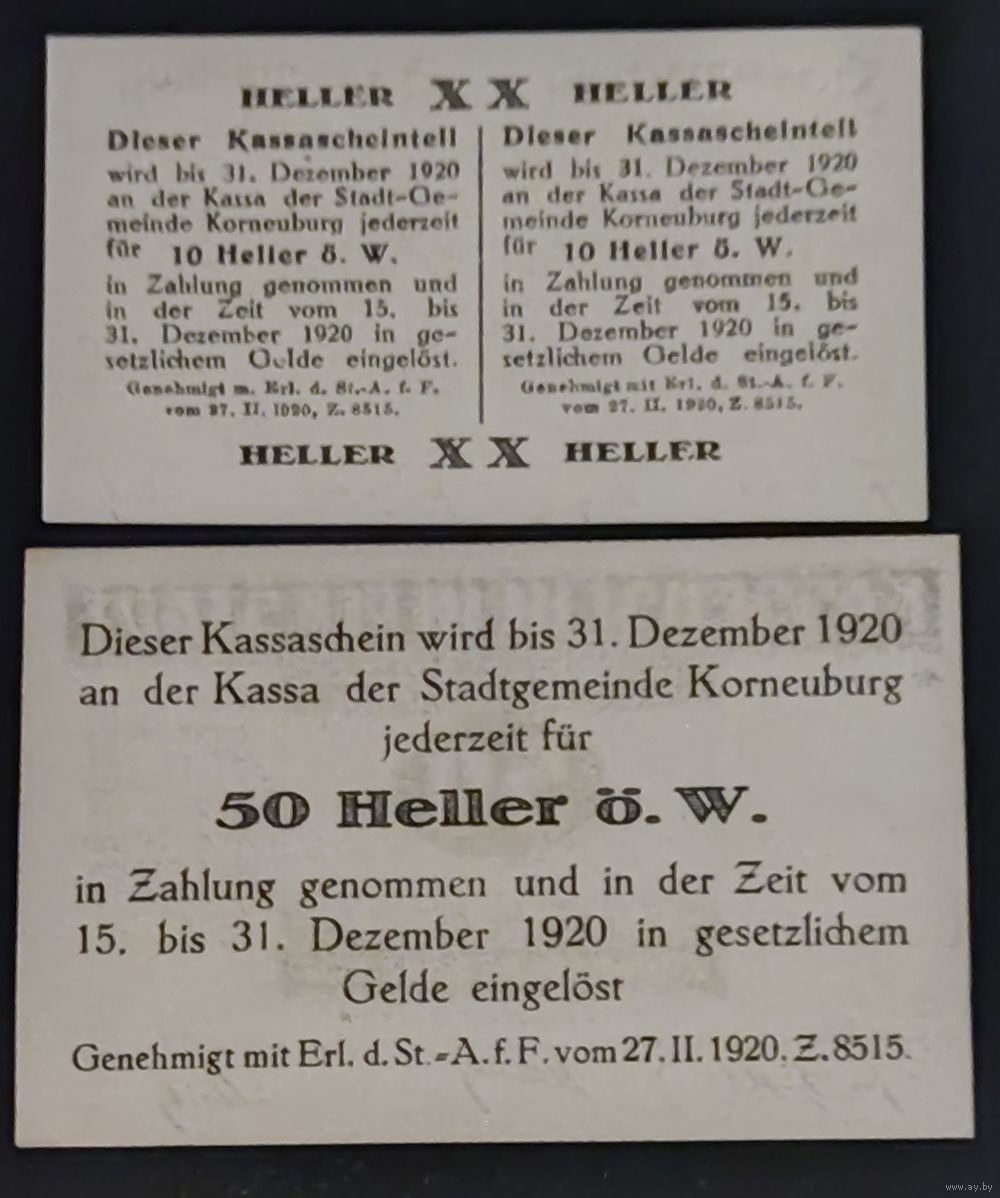 HELLER X X HELLER
Dieser Kassascheinteil
wird bis 31. Dezember 1920
an der Kassa der Stadt-Ge-
meinde Korneuburg jederzeit
für 10 Heller ö. W.
in Zahlung genommen und
in der Zeit vom 15. bis
31. Dezember 1920 in ge-
setzlichem Gelde eingelöst.
Genehmigt m. Erl. d. St.-A. f. F.
vom 27. II. 1920, Z. 8515.
Dieser Kassascheinteil
wird bis 31. Dezember 1920
an der Kassa der Stadt-Ge-
meinde Korneuburg jederzeit
für 10 Heller ö. W.
in Zahlung genommen und
in der Zeit vom 15. bis
31. Dezember 1920 in ge-
setzlichem Gelde eingelöst.
Genehmigt mit Erl. d. St.-A. f. F.
vom 27. II. 1920, Z. 8515.
HELLER X X HELLER
Dieser Kassaschein wird bis 31. Dezember 1920
an der Kassa der Stadtgemeinde Korneuburg
jederzeit für
50 Heller ö. W.
in Zahlung genommen und in der Zeit vom
15. bis 31. Dezember 1920 in gesetzlichem
Gelde eingelöst
Genehmigt mit Erl. d. St.-A. f. F. vom 27. II. 1920. Z. 8515.
www.ay.by